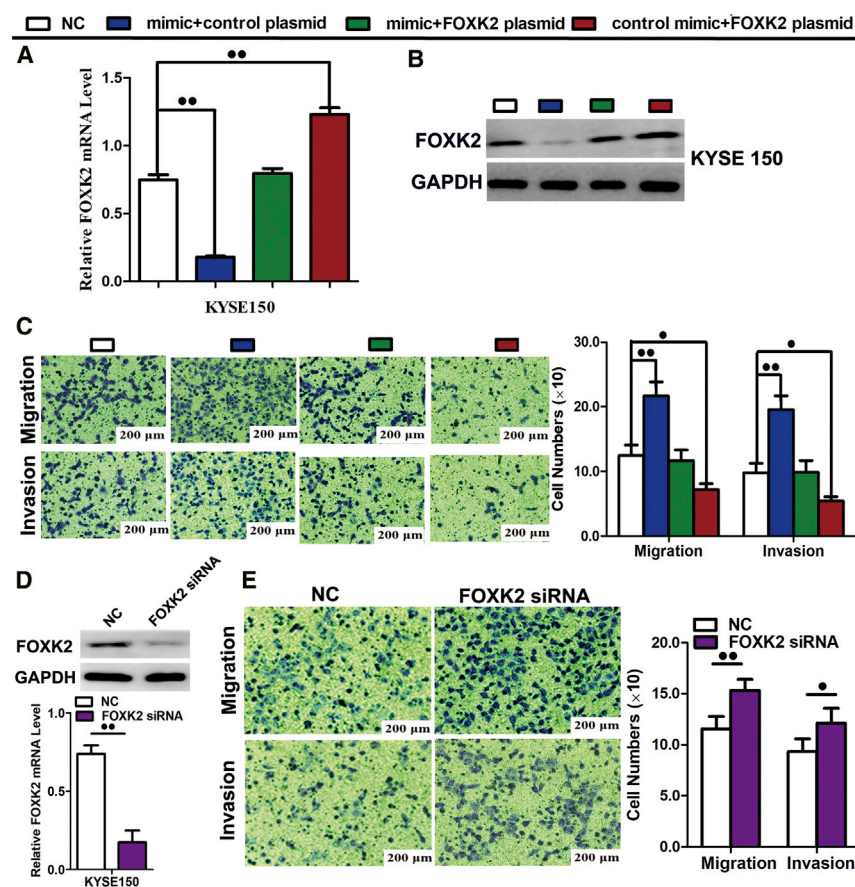 NC mimic+control plasmid mimic+FOXK2 plasmid control mimic+FOXK2 plasmid
A
Relative FOXK2 mRNA Level
1.5
1.0
0.5
0.0
KYSE150
B
FOXK2
GAPDH
KYSE 150
C
Migration
200 µm 200 µm 200 µm 200 µm
Invasion
200 µm 200 µm 200 µm 200 µm
Cell Numbers (×10)
30.0
20.0
10.0
0.0
Migration Invasion
D
NC FOXK2 siRNA
FOXK2
GAPDH
NC
FOXK2 siRNA
Relative FOXK2 mRNA Level
1.0
0.5
0.0
KYSE150
E
NC FOXK2 siRNA
Migration
200 µm 200 µm
Invasion
200 µm 200 µm
NC
FOXK2 siRNA
Cell Numbers (×10)
20.0
15.0
10.0
5.0
0.0
Migration Invasion